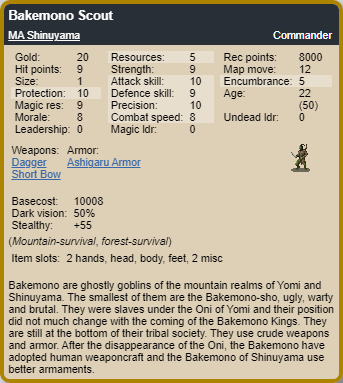 Bakemono Scout
MA Shinuyama Commander
Gold: 20 Resources: 5 Rec points: 8000
Hit points: 9 Strength: 9 Map move: 12
Size: 1 Attack skill: 10 Encumbrance: 5
Protection: 10 Defence skill: 9 Age: 22
Magic res: 9 Precision: 10 (50)
Morale: 8 Combat speed: 8 Undead ldr: 0
Leadership: 0 Magic ldr: 0
Weapons: Armor:
Dagger Ashigaru Armor
Short Bow
Basecost: 10008
Dark vision: 50%
Stealthy: +55
(Mountain-survival, forest-survival)
Item slots: 2 hands, head, body, feet, 2 misc
Bakemono are ghostly goblins of the mountain realms of Yomi and
Shinuyama. The smallest of them are the Bakemono-sho, ugly, warty
and brutal. They were slaves under the Oni of Yomi and their position
did not much change with the coming of the Bakemono Kings. They
are still at the bottom of their tribal society. They use crude weapons
and armor. After the disappearance of the Oni, the Bakemono have
adopted human weaponcraft and the Bakemono of Shinuyama use
better armaments.